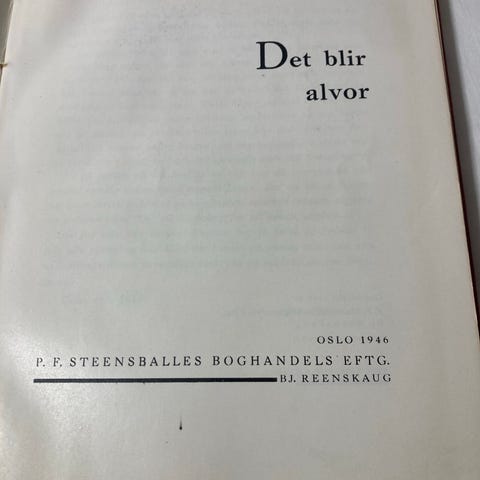 Det blir
alvor
OSLO 1946
P. F. STEENSBALLES BOGHANDELS EFTG.
BJ. REENSKAUG